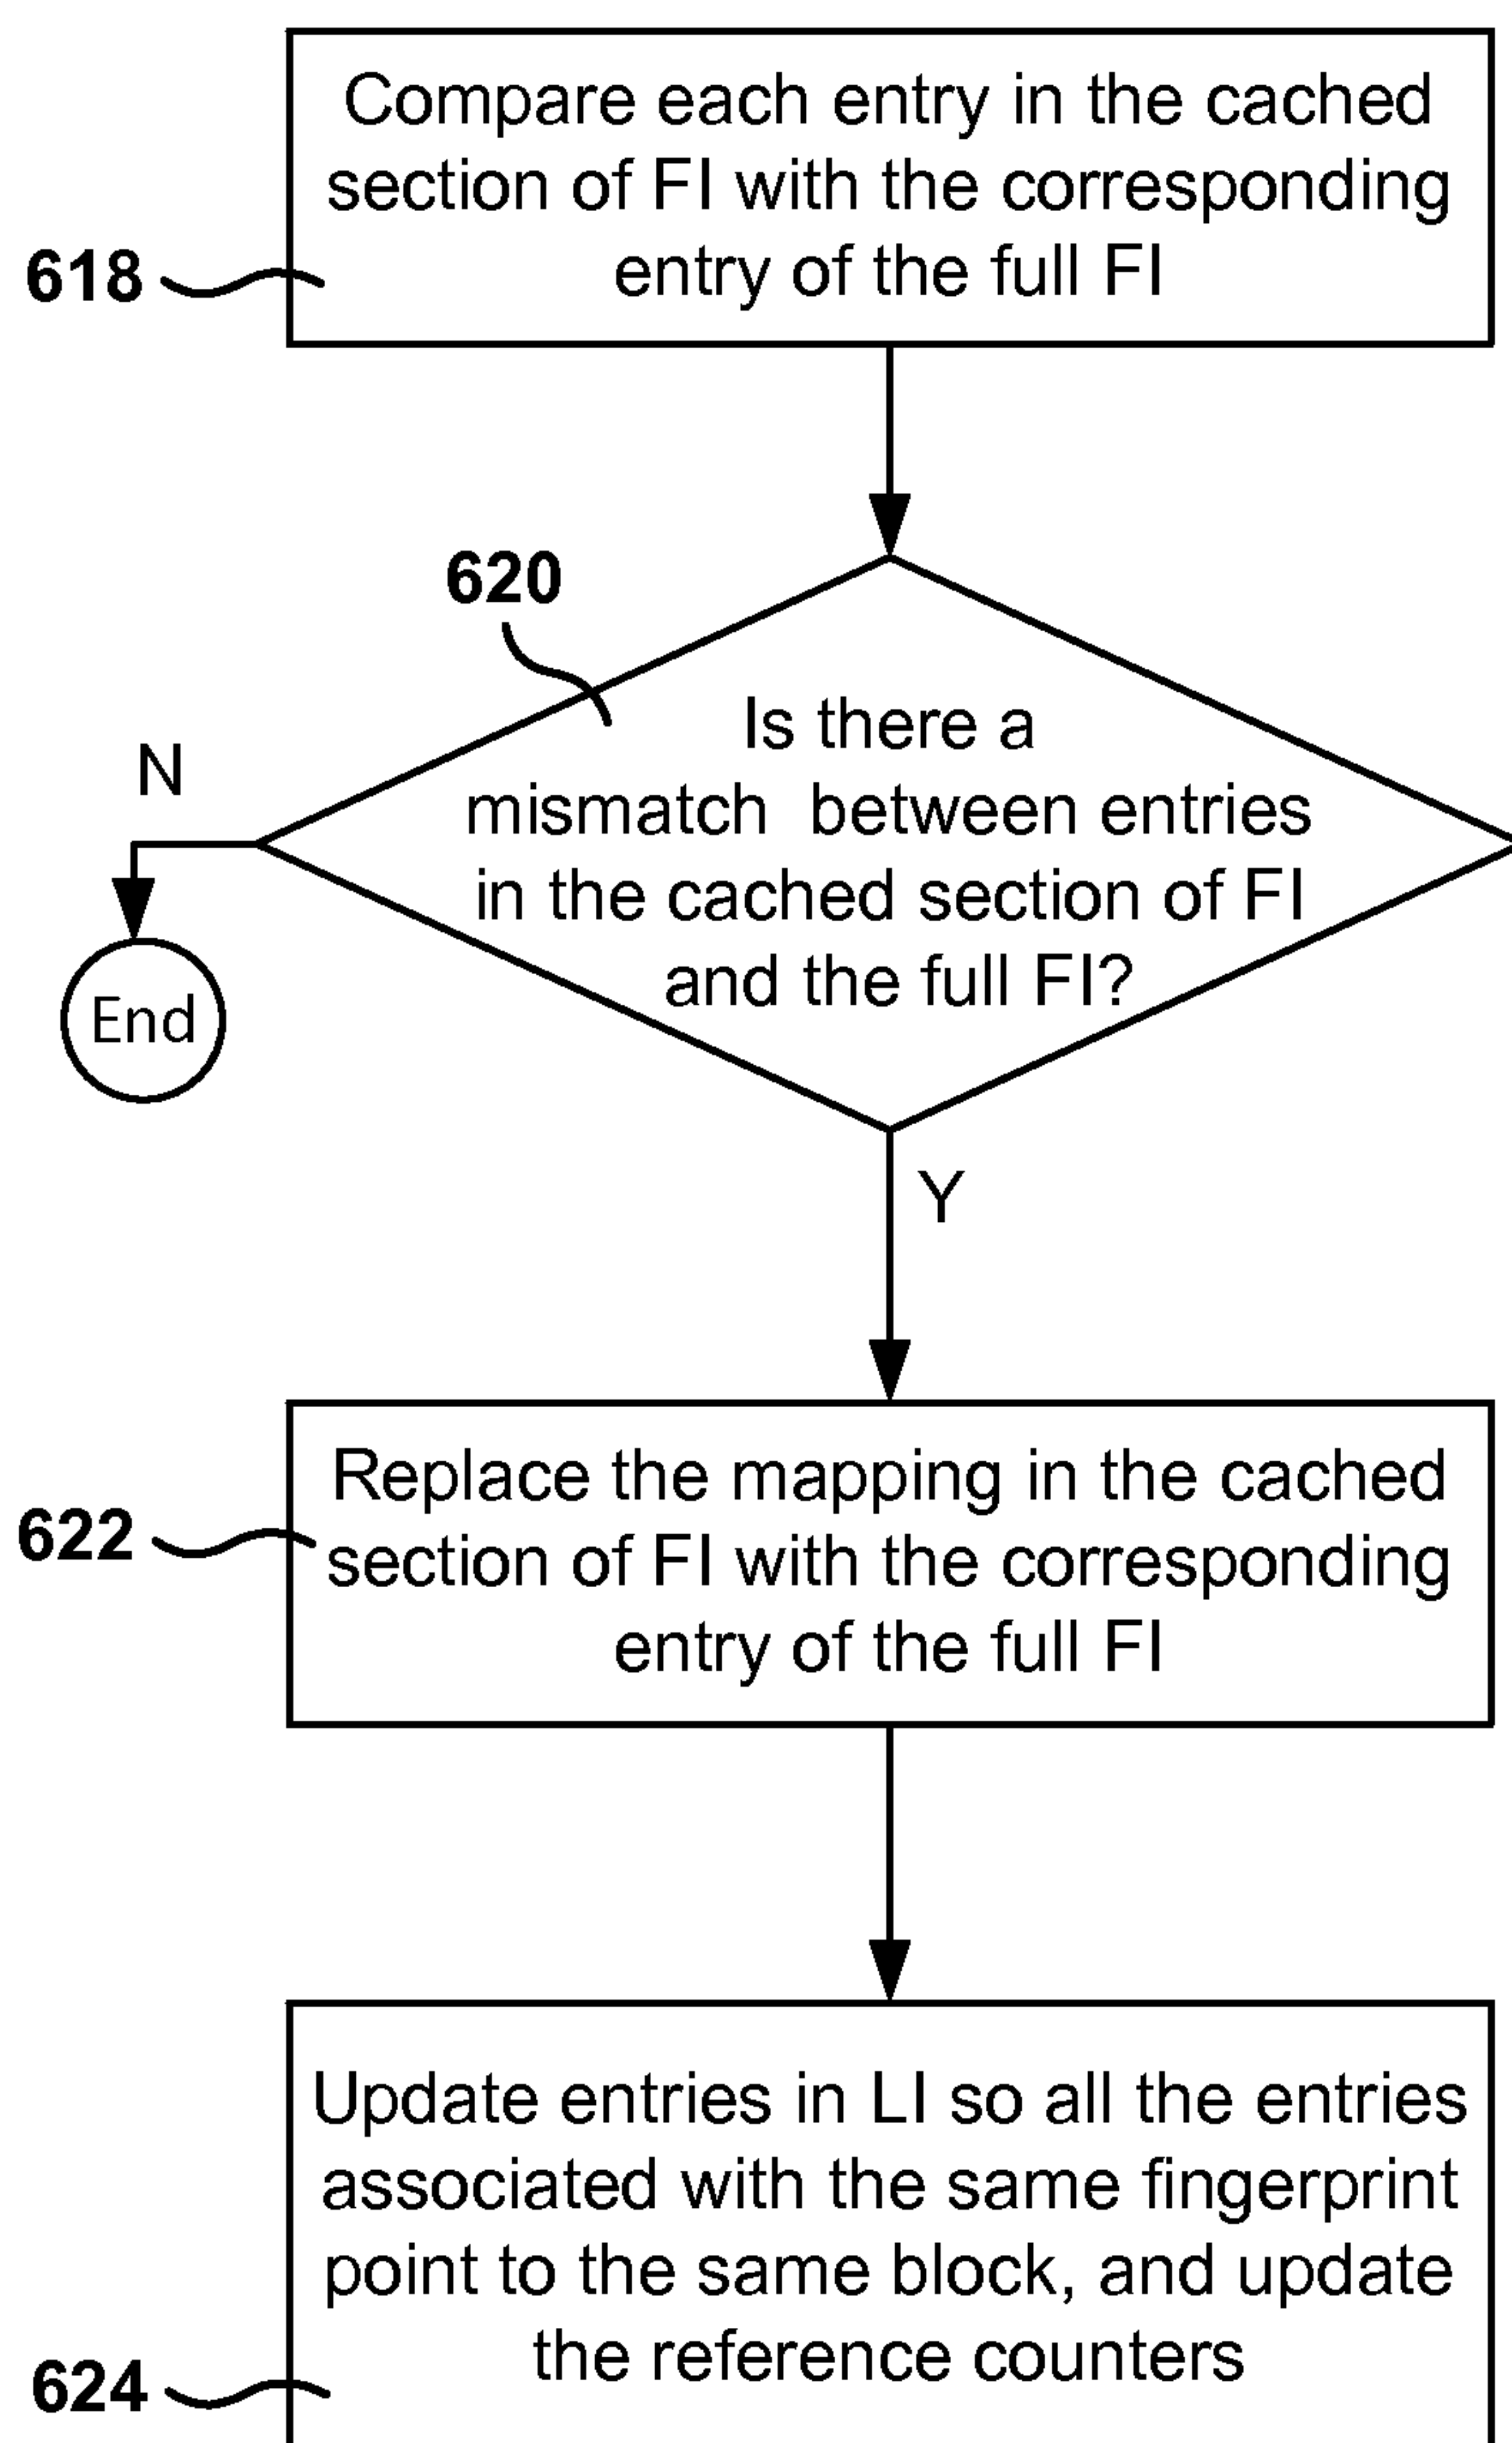 Compare each entry in the cached
section of FI with the corresponding
entry of the full FI
618
620
Is there a
mismatch between entries
in the cached section of FI
and the full FI?
N
End
Y
Replace the mapping in the cached
section of FI with the corresponding
entry of the full FI
622
Update entries in LI so all the entries
associated with the same fingerprint
point to the same block, and update
the reference counters
624